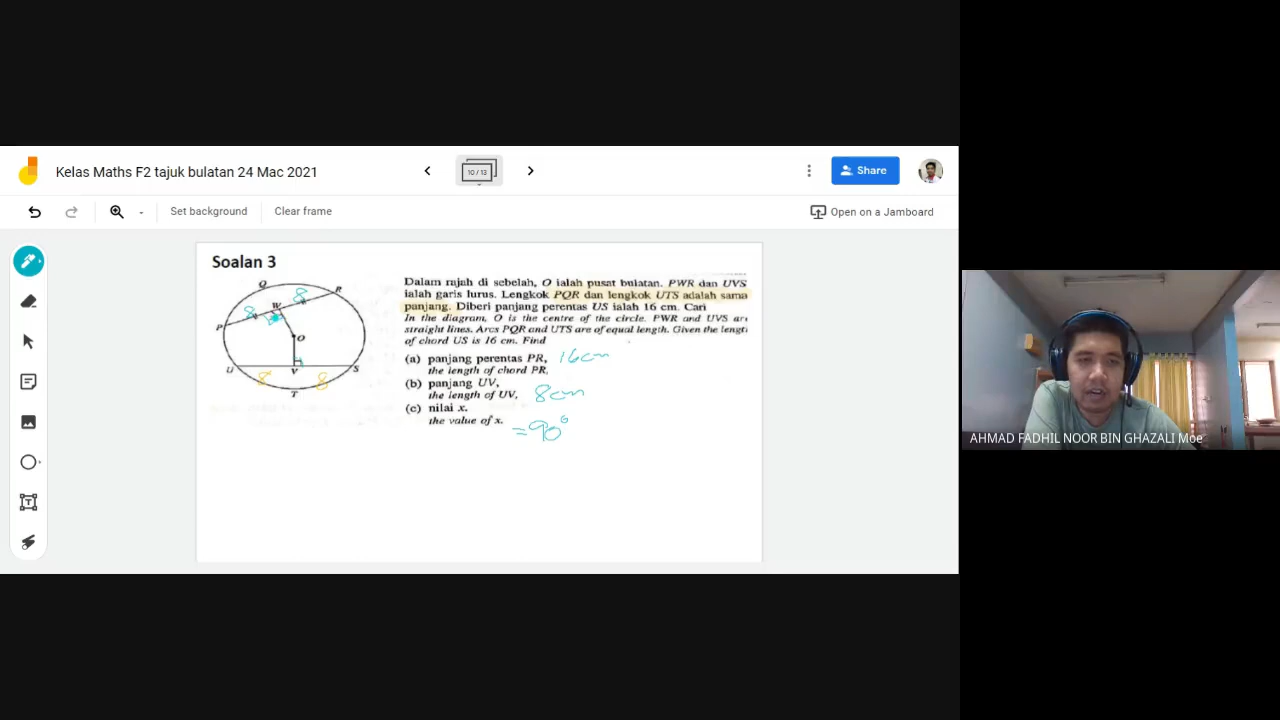 Kelas Maths F2 tajuk bulatan 24 Mac 2021
10 / 13
Share
Set background
Clear frame
Open on a Jamboard
Soalan 3
Dalam rajah di sebelah, O ialah pusat bulatan. PWR dan UVS
ialah garis lurus. Lengkok PQR dan lengkok UTS adalah sama
panjang. Diberi panjang perentas US ialah 16 cm. Cari
In the diagram, O is the centre of the circle. PWR and UVS are
straight lines. Arcs PQR and UTS are of equal length. Given the length
of chord US is 16 cm. Find
(a) panjang perentas PR, 16cm
the length of chord PR,
(b) panjang UV,
the length of UV, 8cm
(c) nilai x.
the value of x. =90°
Q
R
8
W
8
P
O
U
V
S
8 8
T
T
AHMAD FADHIL NOOR BIN GHAZALI Moe